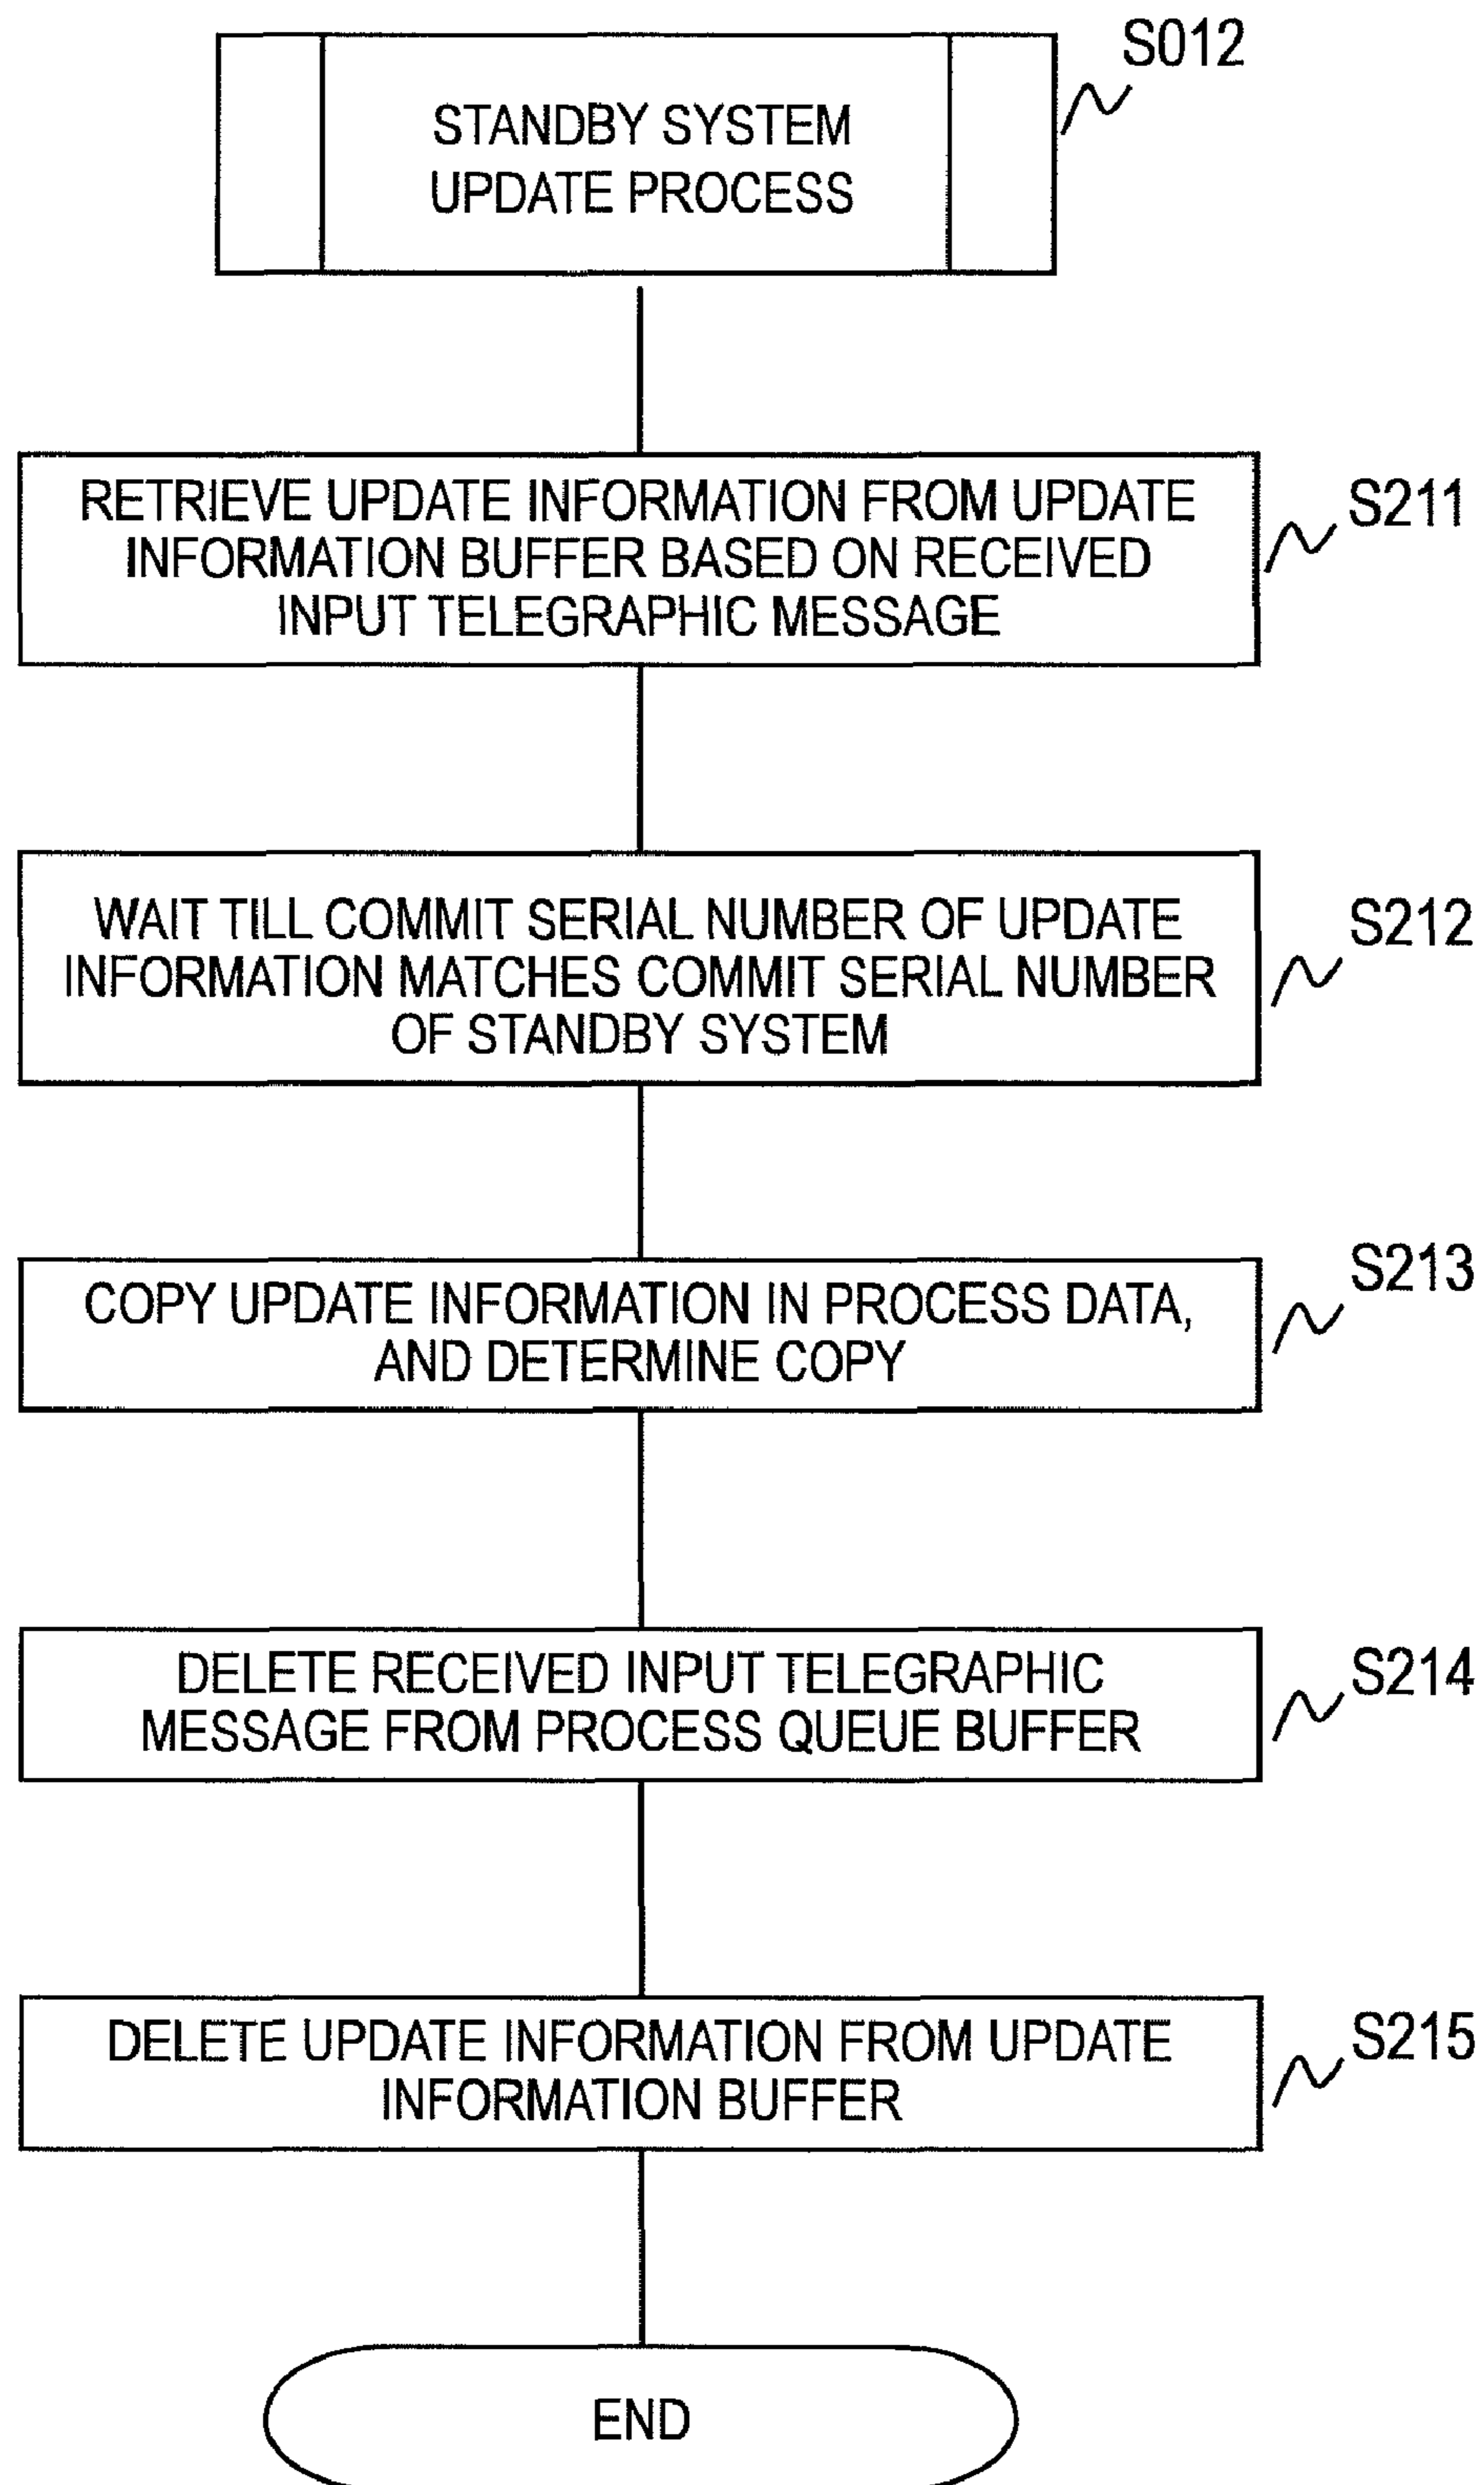 S012
STANDBY SYSTEM
UPDATE PROCESS
RETRIEVE UPDATE INFORMATION FROM UPDATE
INFORMATION BUFFER BASED ON RECEIVED
INPUT TELEGRAPHIC MESSAGE
S211
WAIT TILL COMMIT SERIAL NUMBER OF UPDATE
INFORMATION MATCHES COMMIT SERIAL NUMBER
OF STANDBY SYSTEM
S212
COPY UPDATE INFORMATION IN PROCESS DATA,
AND DETERMINE COPY
S213
DELETE RECEIVED INPUT TELEGRAPHIC
MESSAGE FROM PROCESS QUEUE BUFFER
S214
DELETE UPDATE INFORMATION FROM UPDATE
INFORMATION BUFFER
S215
END